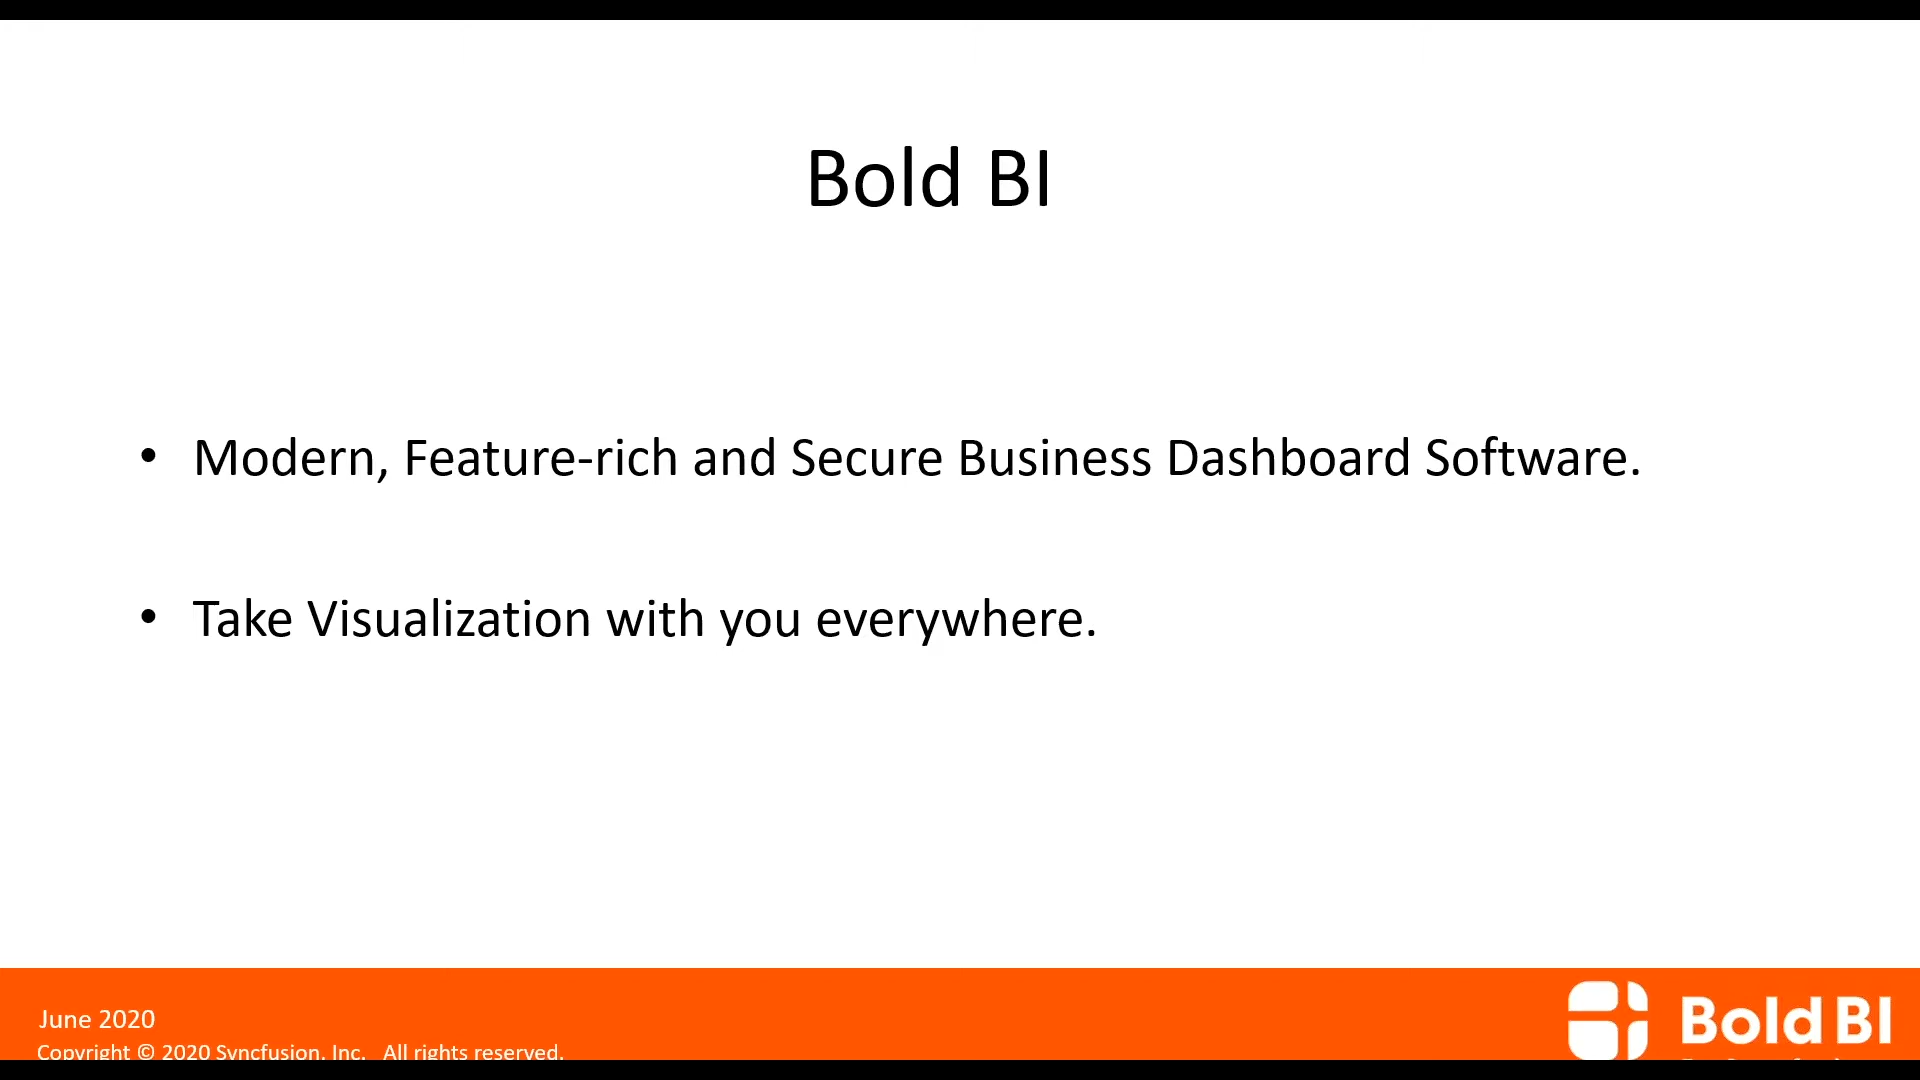 Bold BI
• Modern, Feature-rich and Secure Business Dashboard Software.
• Take Visualization with you everywhere.
June 2020
Copyright © 2020 Syncfusion, Inc. All rights reserved.
Bold BI